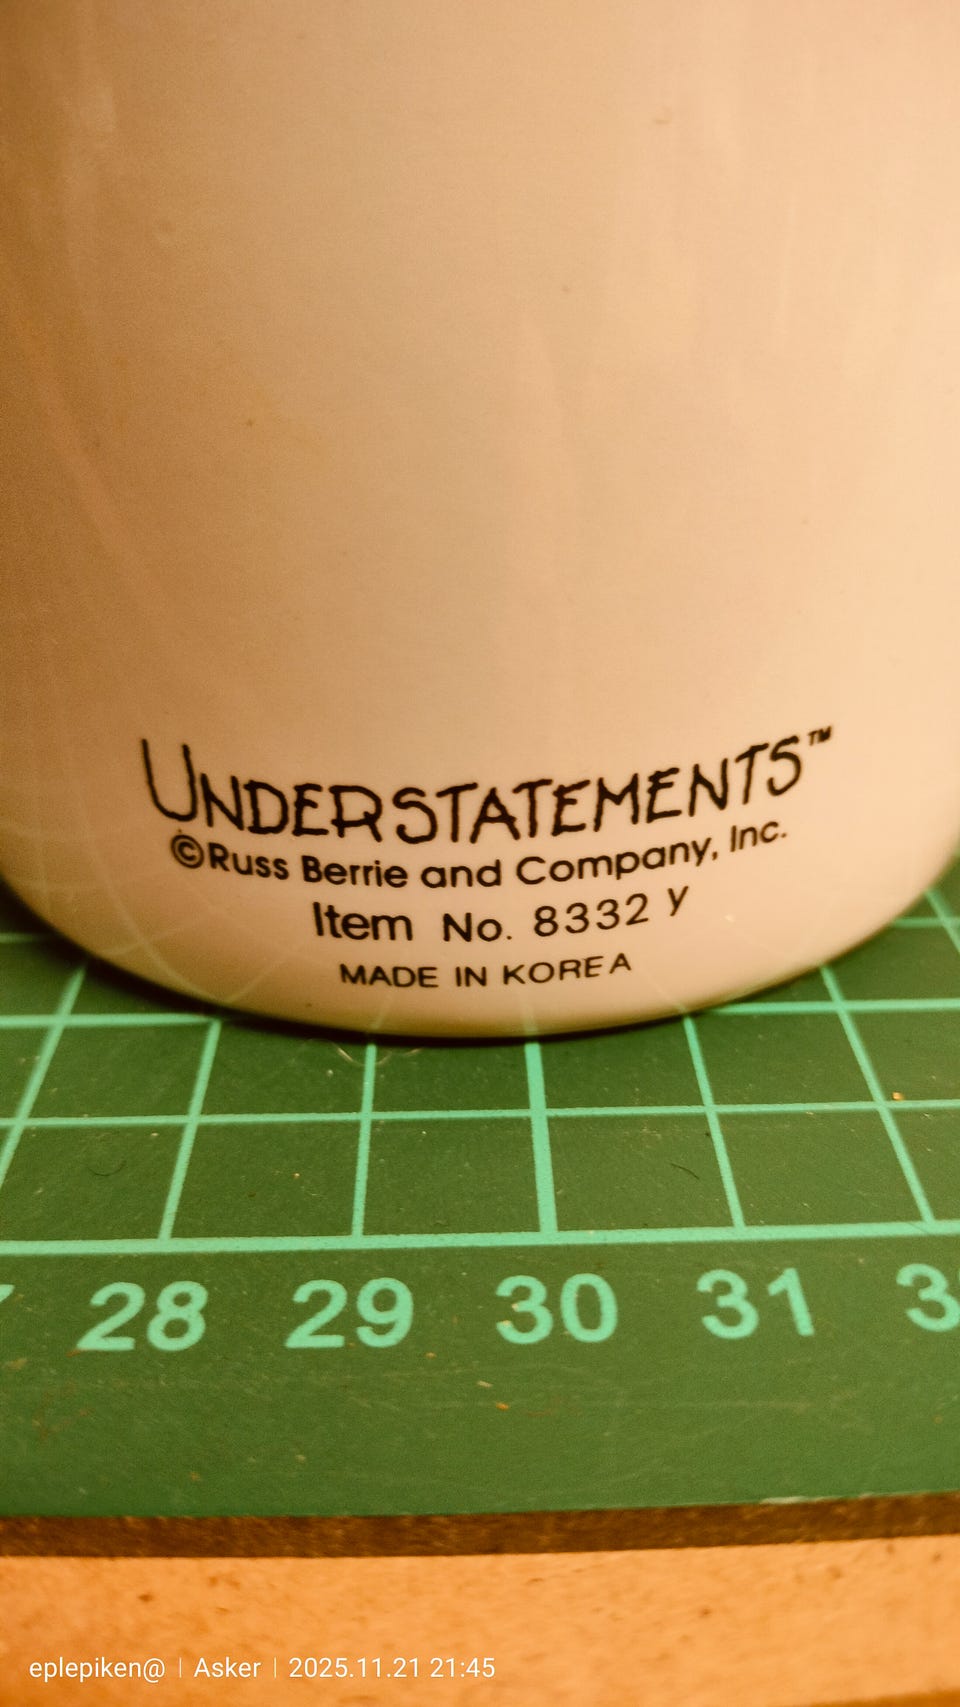 UNDERSTATEMENTS™
©Russ Berrie and Company, Inc.
Item No. 8332 y
MADE IN KOREA
28 29 30 31
eplepiken@ | Asker | 2025.11.21 21:45